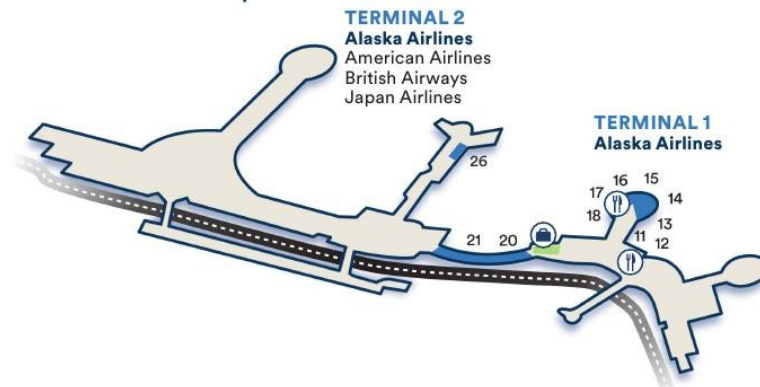 TERMINAL 2
Alaska Airlines
American Airlines
British Airways
Japan Airlines
TERMINAL 1
Alaska Airlines
26
16
15
17
14
18
13
11
12
21
20